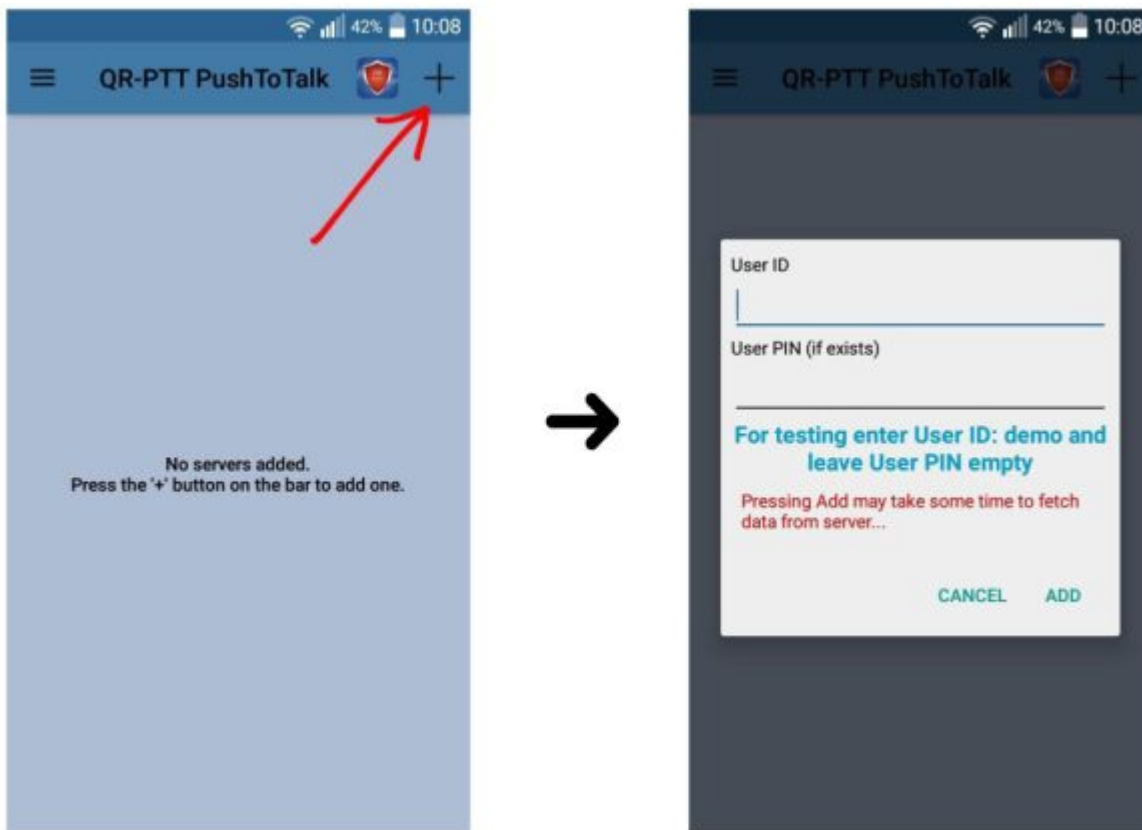 42% 10:08
QR-PTT PushToTalk
No servers added.
Press the '+' button on the bar to add one.
42% 10:08
QR-PTT PushToTalk
User ID
User PIN (if exists)
For testing enter User ID: demo and
leave User PIN empty
Pressing Add may take some time to fetch
data from server...
CANCEL ADD